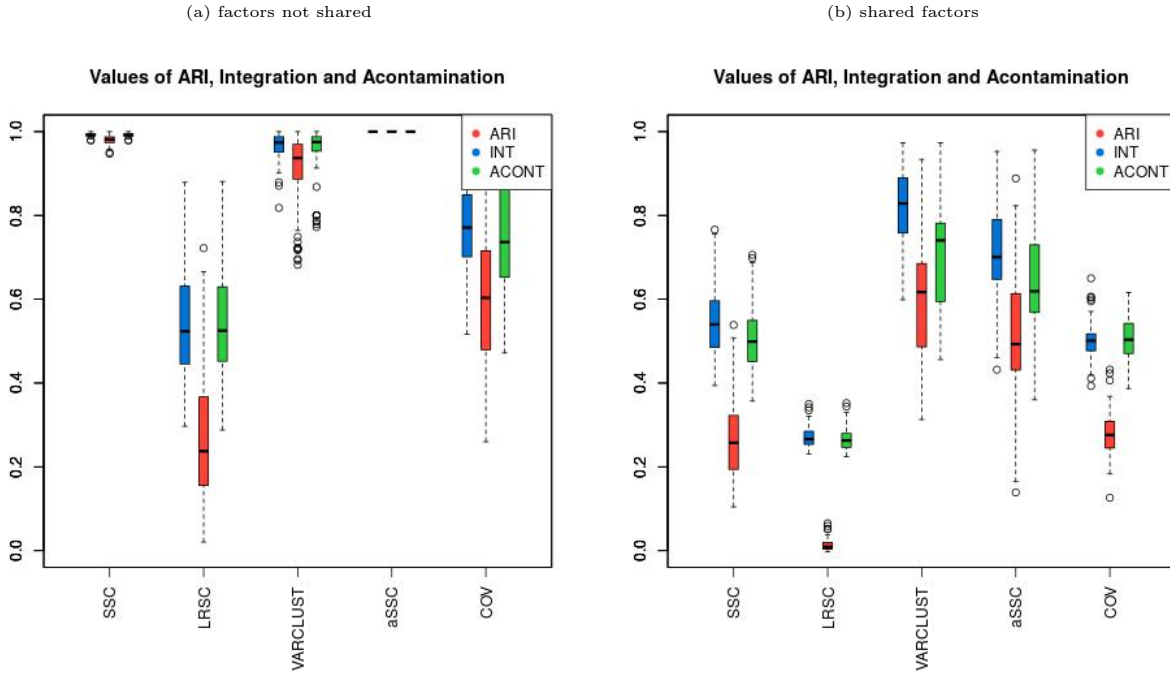 (a) factors not shared
Values of ARI, Integration and Acontamination
ARI
INT
ACONT
1.0
0.8
0.6
0.4
0.2
0.0
SSC
LRSC
VARCLUST
aSSC
COV
(b) shared factors
Values of ARI, Integration and Acontamination
ARI
INT
ACONT
1.0
0.8
0.6
0.4
0.2
0.0
SSC
LRSC
VARCLUST
aSSC
COV